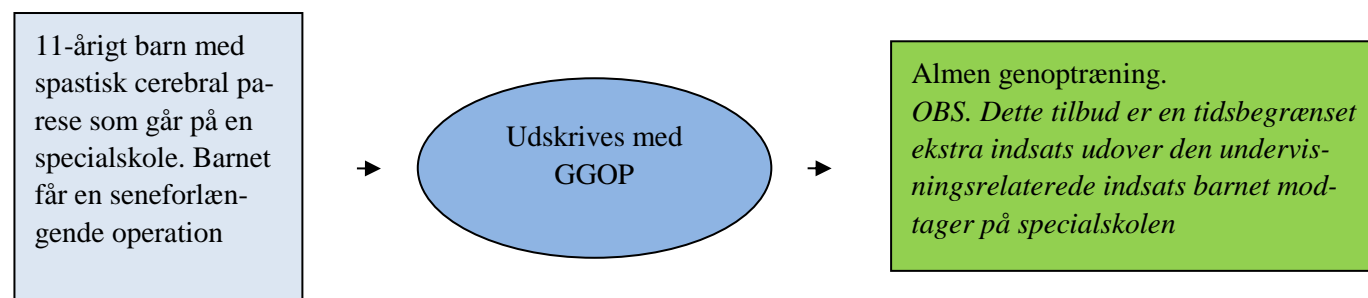 11-årigt barn med
spastisk cerebral pa-
rese som går på en
specialskole. Barnet
får en seneforlæn-
gende operation
Udskrives med
GGOP
Almen genoptræning.
OBS. Dette tilbud er en tidsbegrænset
ekstra indsats udover den undervis-
ningsrelaterede indsats barnet mod-
tager på specialskolen